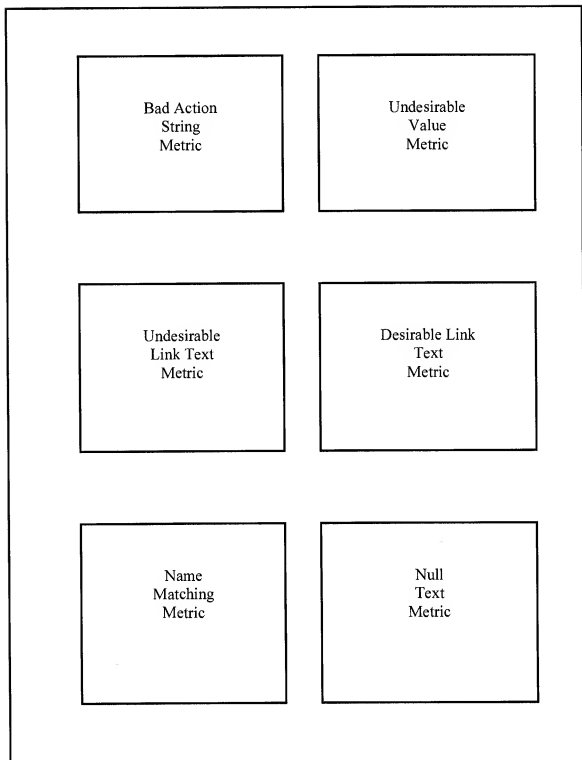 Bad Action
String
Metric
Undesirable
Value
Metric
Undesirable
Link Text
Metric
Desirable Link
Text
Metric
Name
Matching
Metric
Null
Text
Metric